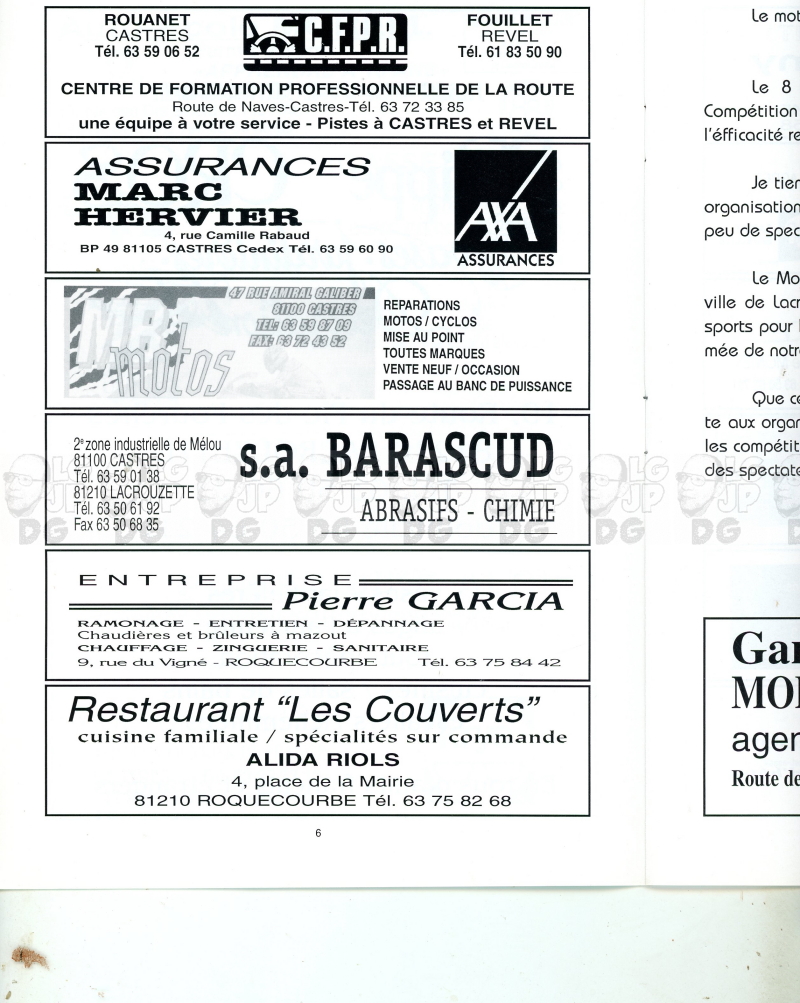 ROUANET
CASTRES
Tél. 63 59 06 52
C.F.P.R.
FOUILLET
REVEL
Tél. 61 83 50 90
CENTRE DE FORMATION PROFESSIONNELLE DE LA ROUTE
Route de Naves-Castres-Tél. 63 72 33 85
une équipe à votre service - Pistes à CASTRES et REVEL
ASSURANCES
MARC
HERVIER
4, rue Camille Rabaud
BP 49 81105 CASTRES Cedex Tél. 63 59 60 90
AXA
ASSURANCES
MB
motos
47 RUE AMIRAL GALIBER
81100 CASTRES
TEL: 63 59 87 09
FAX: 63 72 43 52
REPARATIONS
MOTOS / CYCLOS
MISE AU POINT
TOUTES MARQUES
VENTE NEUF / OCCASION
PASSAGE AU BANC DE PUISSANCE
2e zone industrielle de Mélou
81100 CASTRES
Tél. 63 59 01 38
81210 LACROUZETTE
Tél. 63 50 61 92
Fax 63 50 68 35
s.a. BARASCUD
ABRASIFS - CHIMIE
ENTREPRISE
Pierre GARCIA
RAMONAGE - ENTRETIEN - DÉPANNAGE
Chaudières et brûleurs à mazout
CHAUFFAGE - ZINGUERIE - SANITAIRE
9, rue du Vigné - ROQUECOURBE Tél. 63 75 84 42
Restaurant “Les Couverts”
cuisine familiale / spécialités sur commande
ALIDA RIOLS
4, place de la Mairie
81210 ROQUECOURBE Tél. 63 75 82 68
6
Le mot
Le 8
Compétition
l'éfficacité re
Je tier
organisation
peu de spec
Le Mo
ville de Lacr
sports pour l
mée de notr
Que ce
te aux organ
les compétit
des spectate
Gar
MO
ager
Route de
LG JP DG